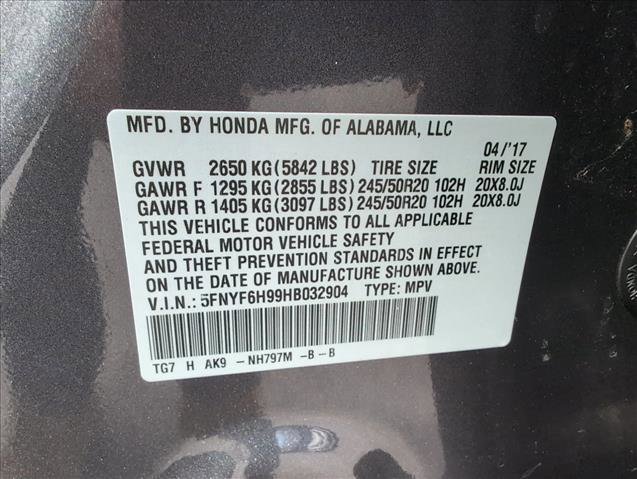 MFD. BY HONDA MFG. OF ALABAMA, LLC
04/'17
GVWR 2650 KG(5842 LBS) TIRE SIZE RIM SIZE
GAWR F 1295 KG(2855 LBS)245/50R20 102H 20X8.0J
GAWR R 1405 KG(3097 LBS)245/50R20 102H 20X8.0J
THIS VEHICLE CONFORMS TO ALL APPLICABLE
FEDERAL MOTOR VEHICLE SAFETY
AND THEFT PREVENTION STANDARDS IN EFFECT
ON THE DATE OF MANUFACTURE SHOWN ABOVE.
V.I.N.: 5FNYF6H99HB032904 TYPE: MPV
TG7 H AK9 -NH797M -B-B